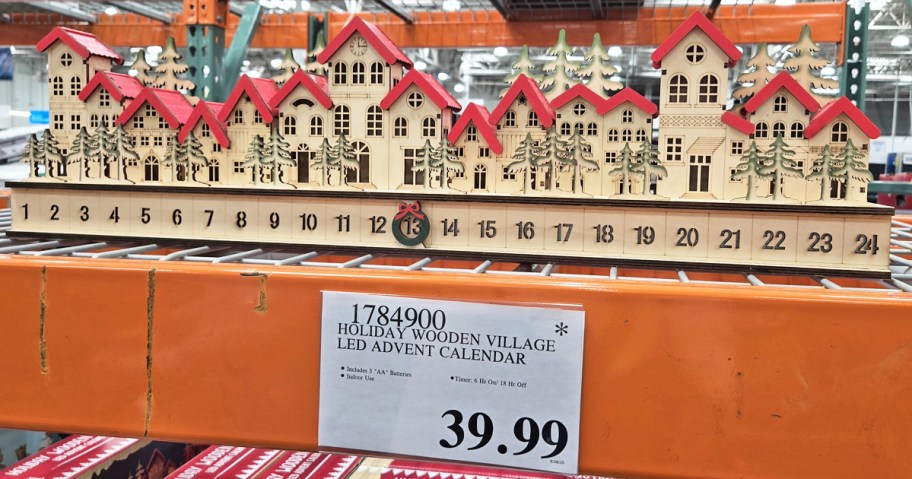 1 2 3 4 5 6 7 8 9 10 11 12 13 14 15 16 17 18 19 20 21 22 23 24
1784900 *
HOLIDAY WOODEN VILLAGE
LED ADVENT CALENDAR
• Includes 3 "AA" Batteries • Timer: 6 Hr On/ 18 Hr Off
• Indoor Use
39.99